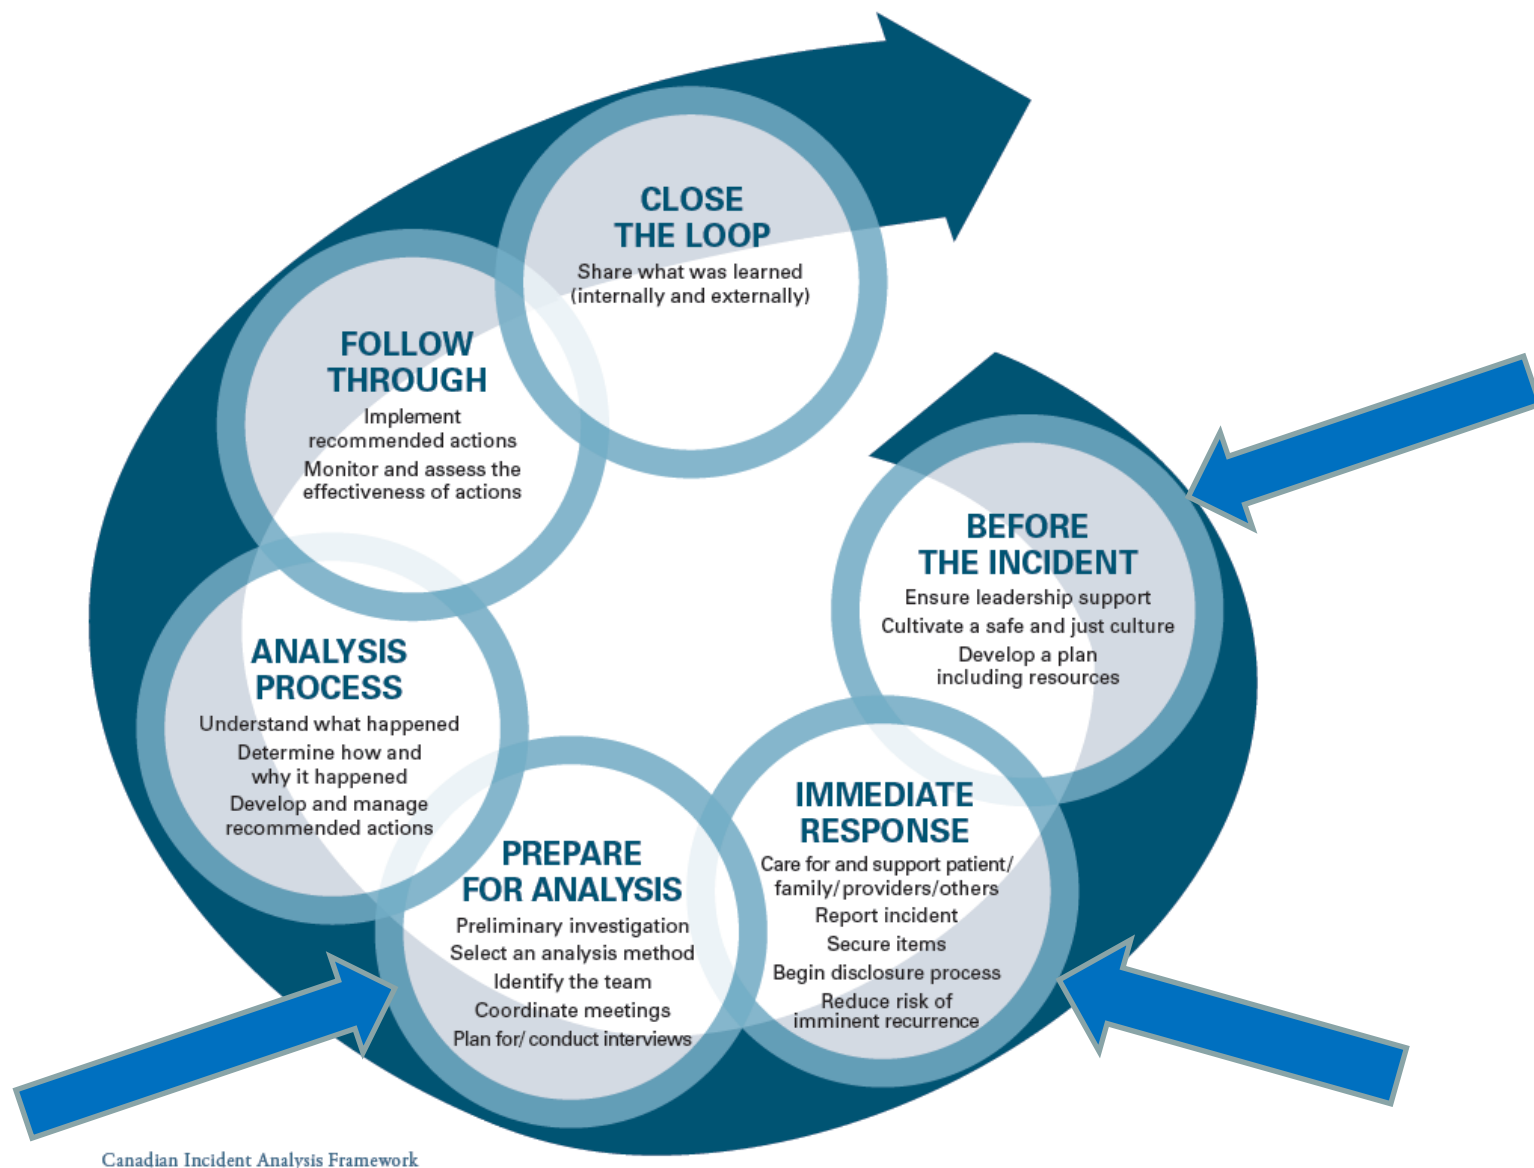 CLOSE
THE LOOP
Share what was learned
(internally and externally)
FOLLOW
THROUGH
Implement
recommended actions
Monitor and assess the
effectiveness of actions
BEFORE
THE INCIDENT
Ensure leadership support
Cultivate a safe and just culture
Develop a plan
including resources
ANALYSIS
PROCESS
Understand what happened
Determine how and
why it happened
Develop and manage
recommended actions
IMMEDIATE
RESPONSE
Care for and support patient/
family/providers/others
Report incident
Secure items
Begin disclosure process
Reduce risk of
imminent recurrence
PREPARE
FOR ANALYSIS
Preliminary investigation
Select an analysis method
Identify the team
Coordinate meetings
Plan for/ conduct interviews
Canadian Incident Analysis Framework